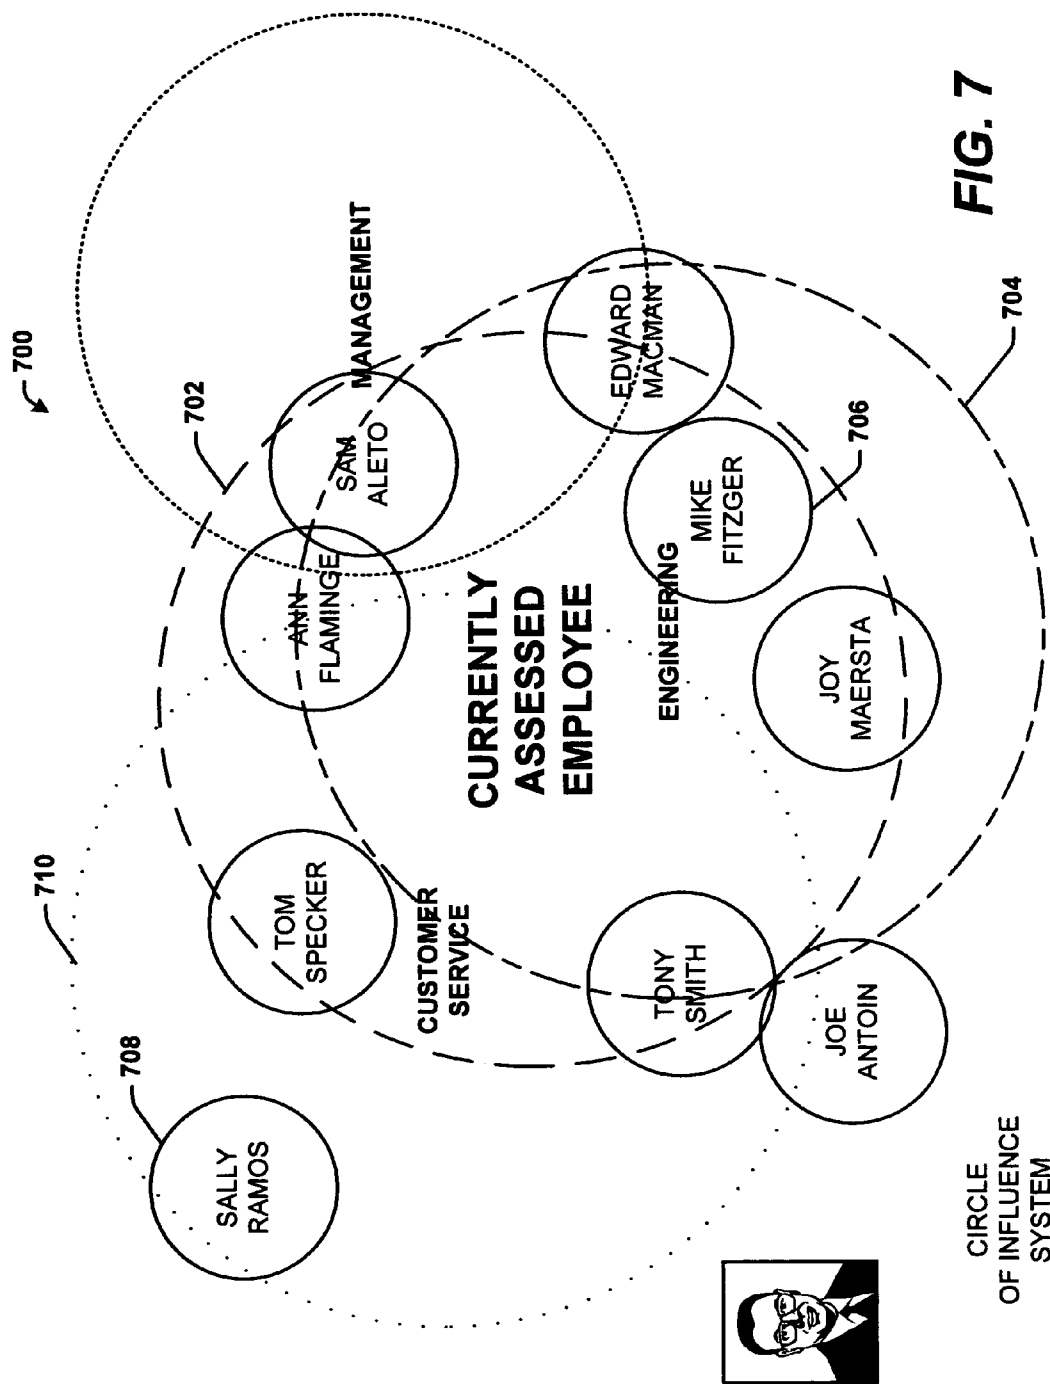 700
702
710
708
MANAGEMENT
SAM
ALETO
ANN
FLAMINGE
TOM
SPECKER
SALLY
RAMOS
CURRENTLY
ASSESSED
EMPLOYEE
CUSTOMER
SERVICE
EDWARD
MACMAN
ENGINEERING
MIKE
FITZGER
706
JOY
MAERSTA
TONY
SMITH
JOE
ANTOIN
704
CIRCLE
OF INFLUENCE
SYSTEM
FIG. 7